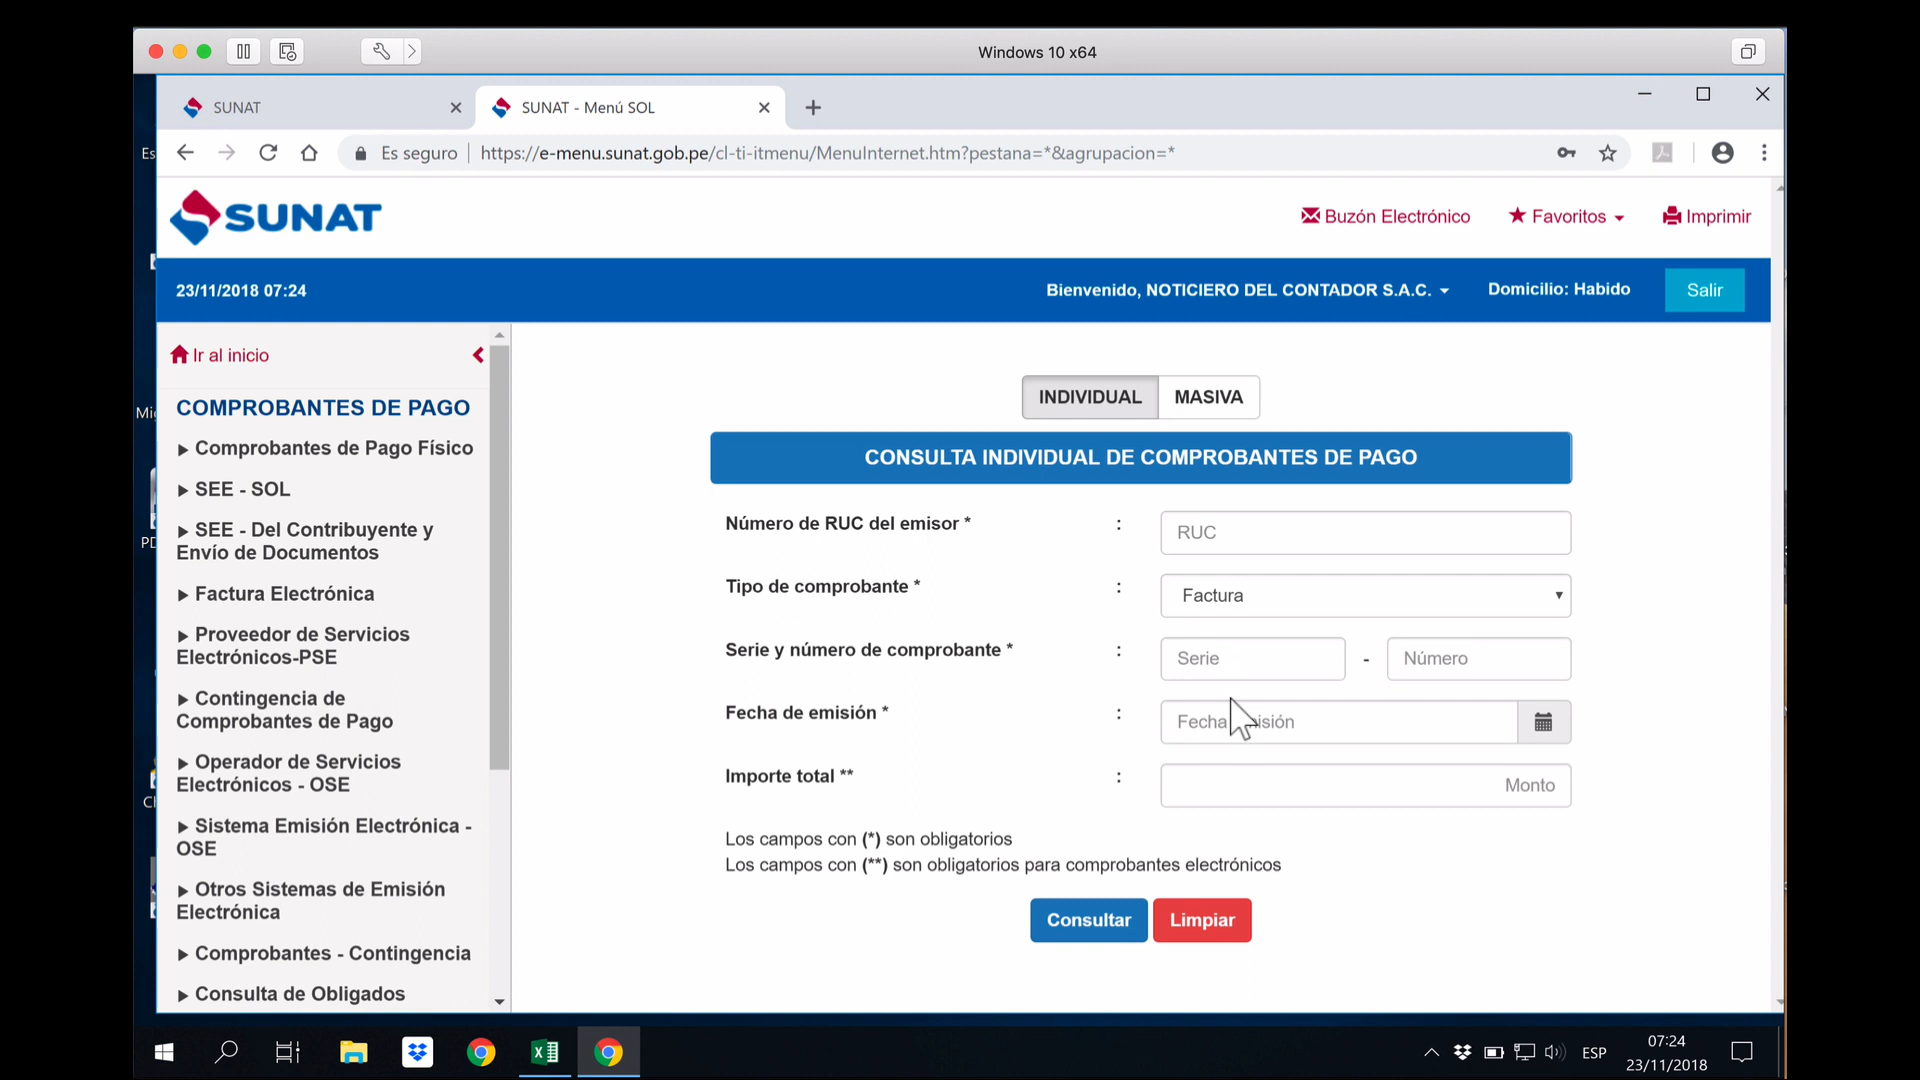 Windows 10 x64
SUNAT
SUNAT - Menú SOL
Es seguro
https://e-menu.sunat.gob.pe/cl-ti-itmenu/MenuInternet.htm?pestana=*&agrupacion=*
SUNAT
Buzón Electrónico
Favoritos
Imprimir
23/11/2018 07:24
Bienvenido, NOTICIERO DEL CONTADOR S.A.C.
Domicilio: Habido
Salir
Ir al inicio
COMPROBANTES DE PAGO
Comprobantes de Pago Físico
SEE - SOL
SEE - Del Contribuyente y
Envío de Documentos
Factura Electrónica
Proveedor de Servicios
Electrónicos-PSE
Contingencia de
Comprobantes de Pago
Operador de Servicios
Electrónicos - OSE
Sistema Emisión Electrónica -
OSE
Otros Sistemas de Emisión
Electrónica
Comprobantes - Contingencia
Consulta de Obligados
INDIVIDUAL
MASIVA
CONSULTA INDIVIDUAL DE COMPROBANTES DE PAGO
Número de RUC del emisor * : RUC
Tipo de comprobante * : Factura
Serie y número de comprobante * : Serie - Número
Fecha de emisión * : Fecha
Importe total ** : Monto
Los campos con (*) son obligatorios
Los campos con (**) son obligatorios para comprobantes electrónicos
Consultar
Limpiar
Es
Mi
PD
ESP
07:24
23/11/2018